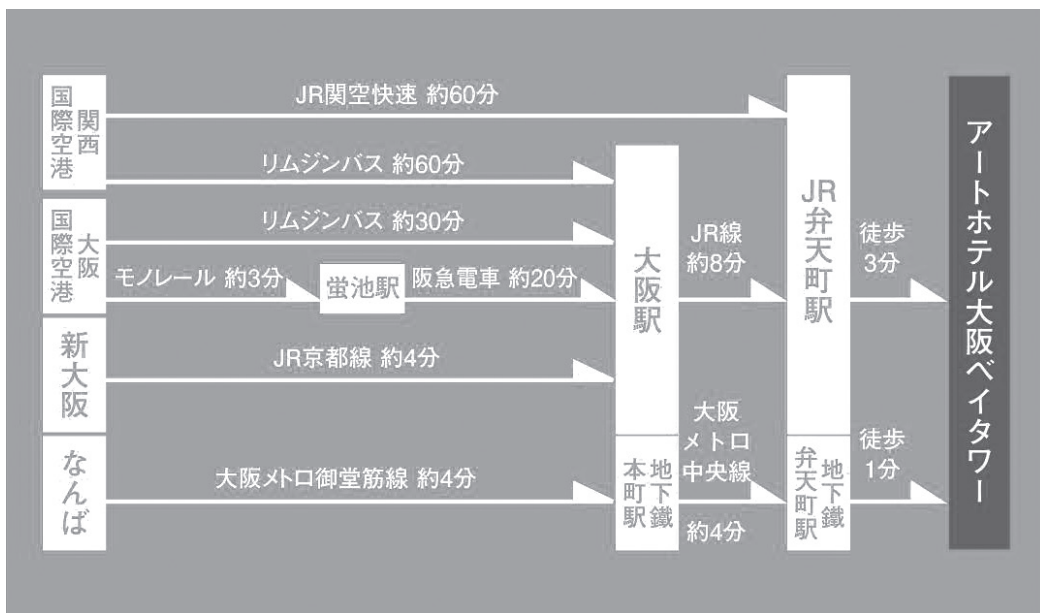 関西国際空港
JR関空快速 約60分
リムジンバス 約60分
大阪国際空港
リムジンバス 約30分
モノレール 約3分
蛍池駅
阪急電車 約20分
新大阪
JR京都線 約4分
なんば
大阪メトロ御堂筋線 約4分
大阪駅
JR線
約8分
地下鐵
本町駅
大阪
メトロ
中央線
約4分
JR弁天町駅
徒歩
3分
地下鐵
弁天町駅
徒歩
1分
アートホテル大阪ベイタワー